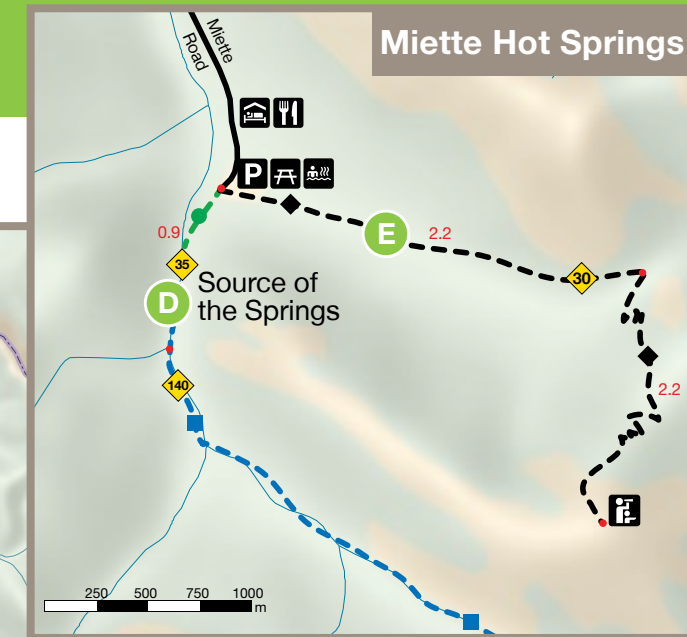 Miette Hot Springs
Miette
Road
P
0.9
E
2.2
35
30
D
Source of
the Springs
140
2.2
250 500 750 1000
m